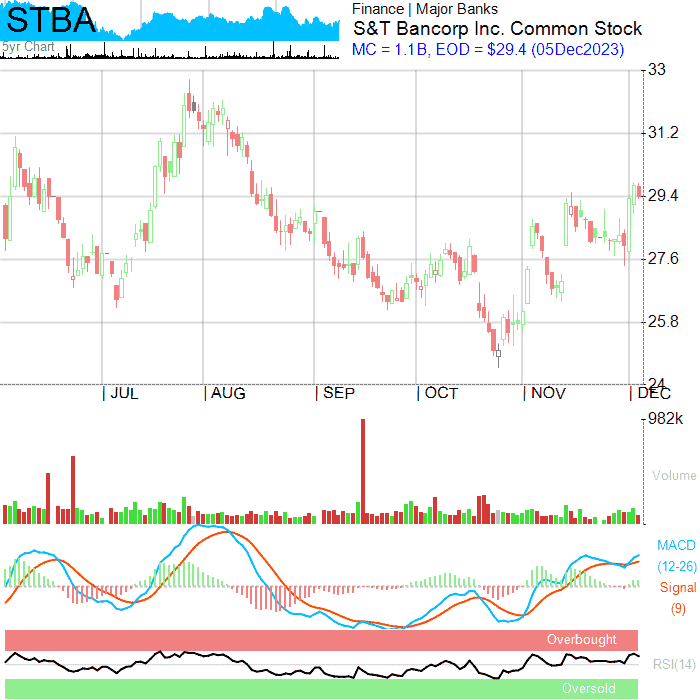 STBA
5yr Chart
Finance | Major Banks
S&T Bancorp Inc. Common Stock
MC = 1.1B, EOD = $29.4 (05Dec2023)
33
31.2
29.4
27.6
25.8
24
| JUL | AUG | SEP | OCT | NOV | DEC
982k
Volume
MACD
(12-26)
Signal
(9)
Overbought
RSI(14)
Oversold